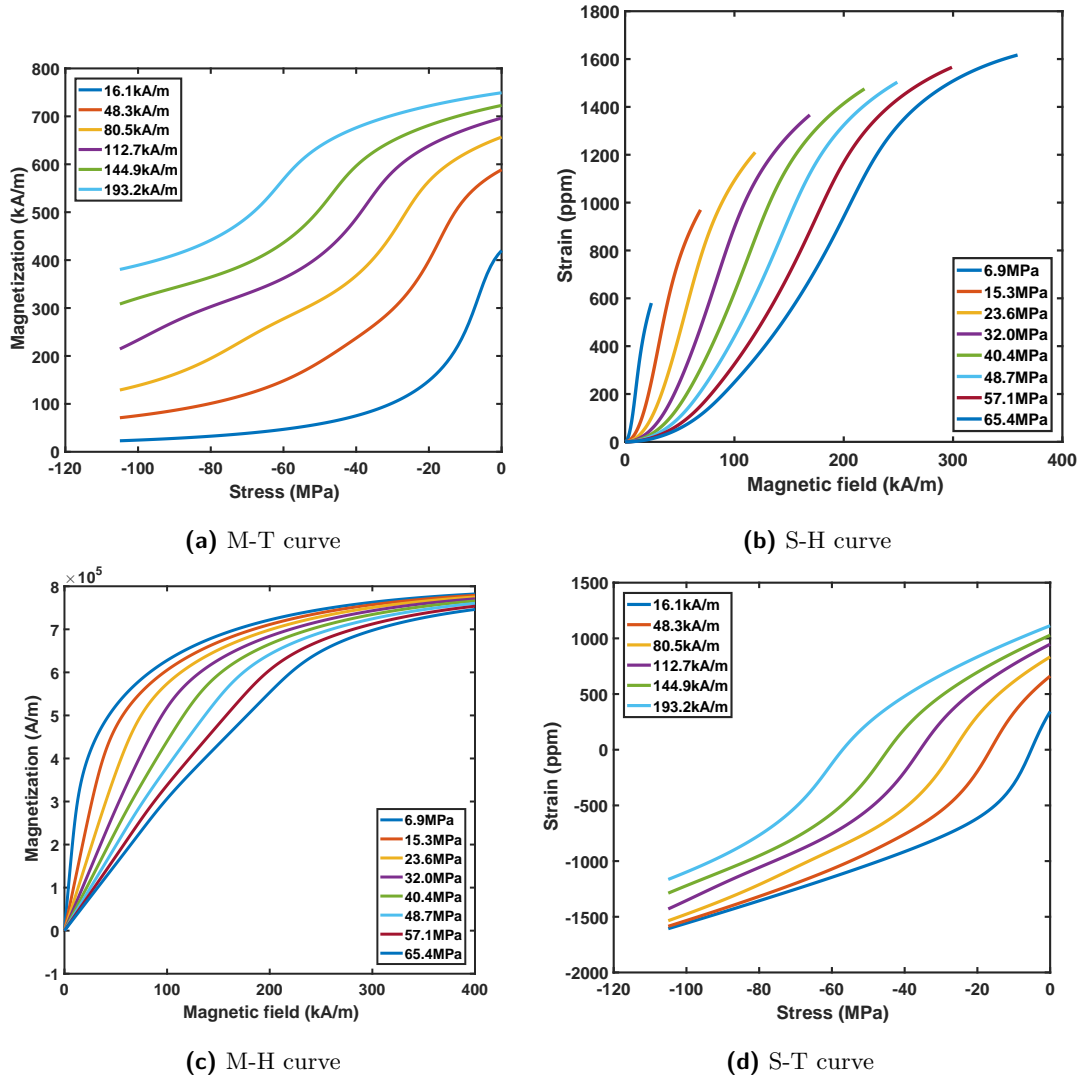 800
700
600
500
400
300
200
100
0
-120
-100
-80
-60
-40
-20
0
Magnetization (kA/m)
Stress (MPa)
16.1kA/m
48.3kA/m
80.5kA/m
112.7kA/m
144.9kA/m
193.2kA/m
(a) M-T curve
1800
1600
1400
1200
1000
800
600
400
200
0
0
100
200
300
400
Strain (ppm)
Magnetic field (kA/m)
6.9MPa
15.3MPa
23.6MPa
32.0MPa
40.4MPa
48.7MPa
57.1MPa
65.4MPa
(b) S-H curve
× 10^5
8
7
6
5
4
3
2
1
0
-1
0
100
200
300
400
Magnetization (A/m)
Magnetic field (kA/m)
6.9MPa
15.3MPa
23.6MPa
32.0MPa
40.4MPa
48.7MPa
57.1MPa
65.4MPa
(c) M-H curve
1500
1000
500
0
-500
-1000
-1500
-2000
-120
-100
-80
-60
-40
-20
0
Strain (ppm)
Stress (MPa)
16.1kA/m
48.3kA/m
80.5kA/m
112.7kA/m
144.9kA/m
193.2kA/m
(d) S-T curve